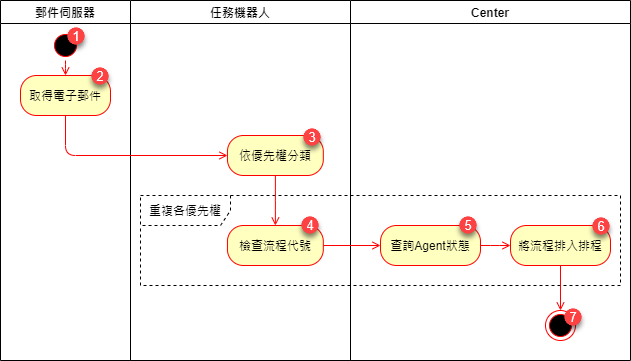 郵件伺服器
任務機器人
Center
1
2
取得電子郵件
3
依優先權分類
重複各優先權
4
檢查流程代號
5
查詢Agent狀態
6
將流程排入排程
7